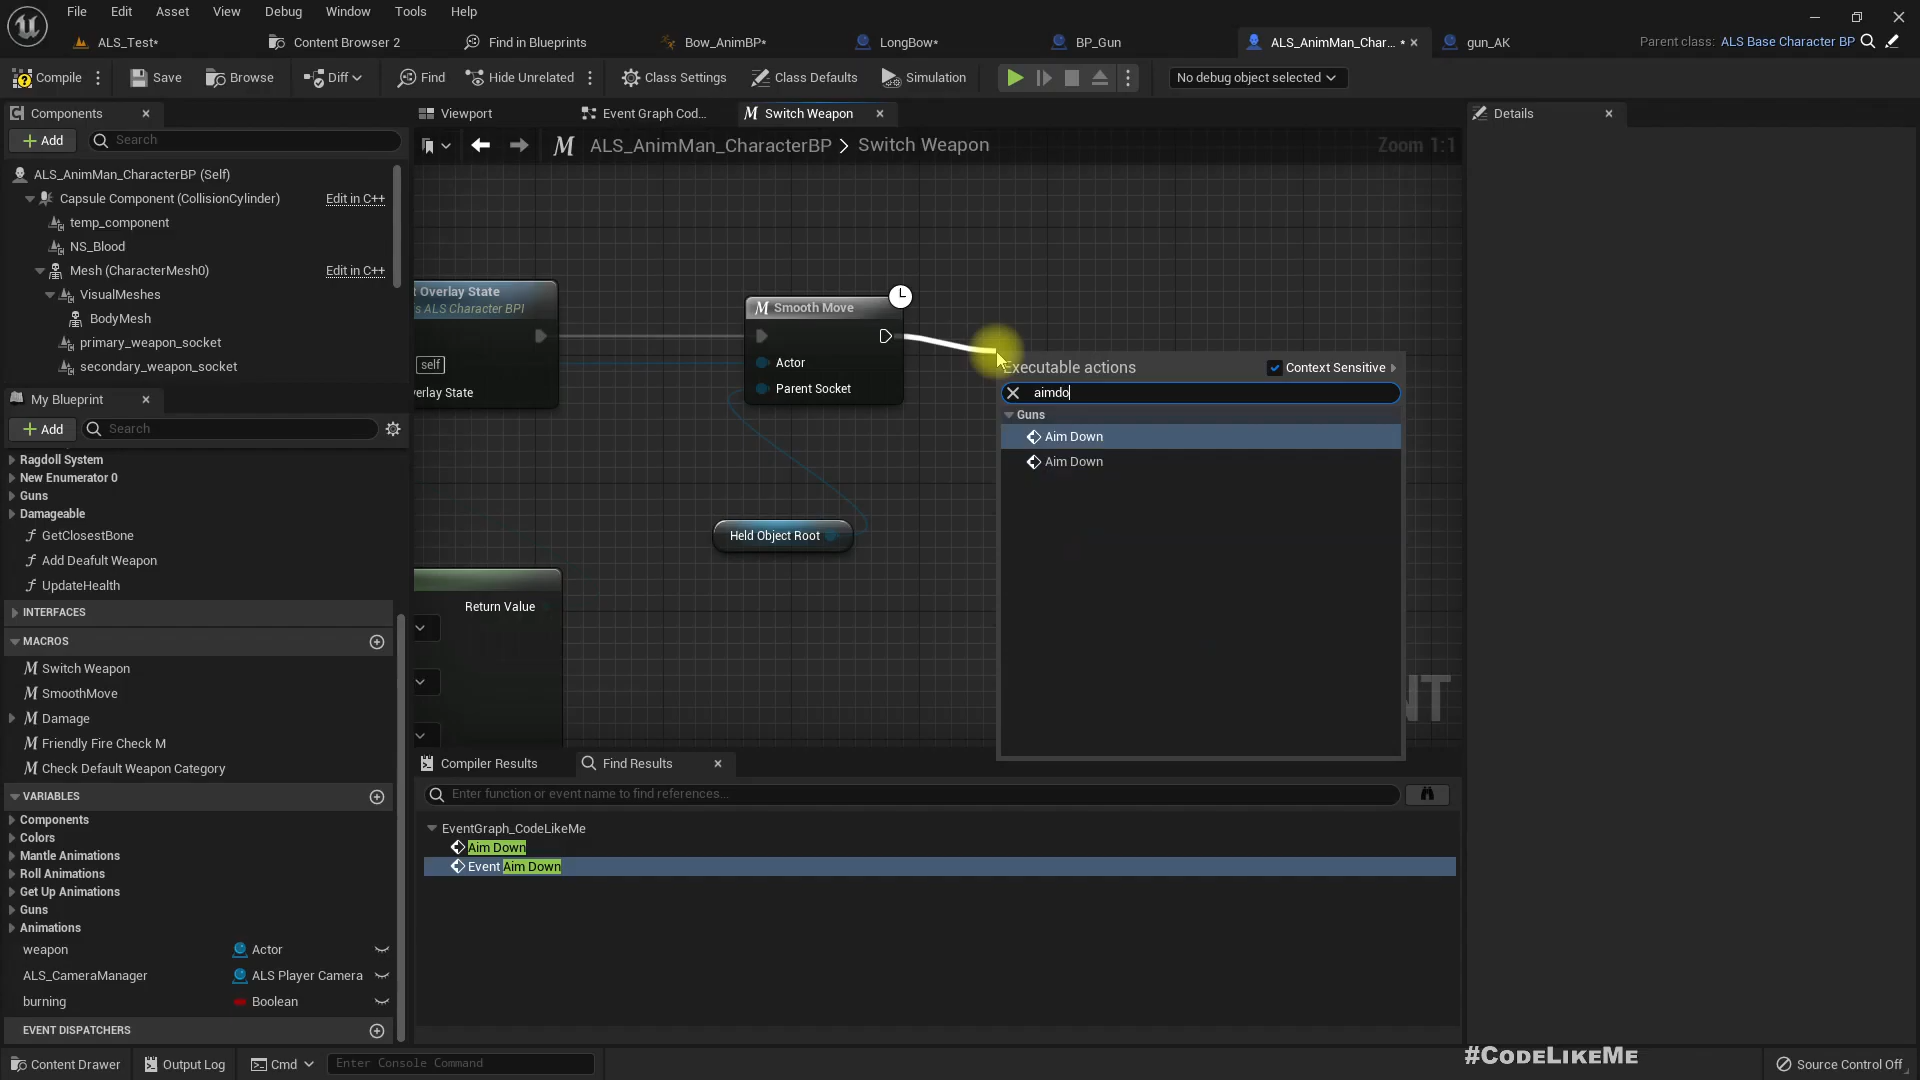 File Edit Asset View Debug Window Tools Help
ALS_Test* Content Browser 2 Find in Blueprints Bow_AnimBP* LongBow* BP_Gun ALS_AnimMan_Char... * gun_AK Parent class: ALS Base Character BP
Compile Save Browse Diff Find Hide Unrelated Class Settings Class Defaults Simulation No debug object selected
Components Viewport Event Graph Cod... Switch Weapon Details
Add Search
ALS_AnimMan_CharacterBP > Switch Weapon Zoom 1:1
ALS_AnimMan_CharacterBP (Self)
Capsule Component (CollisionCylinder) Edit in C++
temp_component
NS_Blood
Mesh (CharacterMesh0) Edit in C++
VisualMeshes
BodyMesh
primary_weapon_socket
secondary_weapon_socket
t Overlay State
s ALS Character BPI
self
verlay State
Smooth Move
Actor
Parent Socket
Held Object Root
Return Value
Executable actions Context Sensitive
aimdo
Guns
Aim Down
Aim Down
NT
My Blueprint
Add Search
Ragdoll System
New Enumerator 0
Guns
Damageable
GetClosestBone
Add Deafult Weapon
UpdateHealth
INTERFACES
MACROS
Switch Weapon
SmoothMove
Damage
Friendly Fire Check M
Check Default Weapon Category
VARIABLES
Components
Colors
Mantle Animations
Roll Animations
Get Up Animations
Guns
Animations
weapon Actor
ALS_CameraManager ALS Player Camera
burning Boolean
EVENT DISPATCHERS
Compiler Results Find Results
Enter function or event name to find references...
EventGraph_CodeLikeMe
Aim Down
Event Aim Down
Content Drawer Output Log Cmd Enter Console Command #CODELIKEME Source Control Off